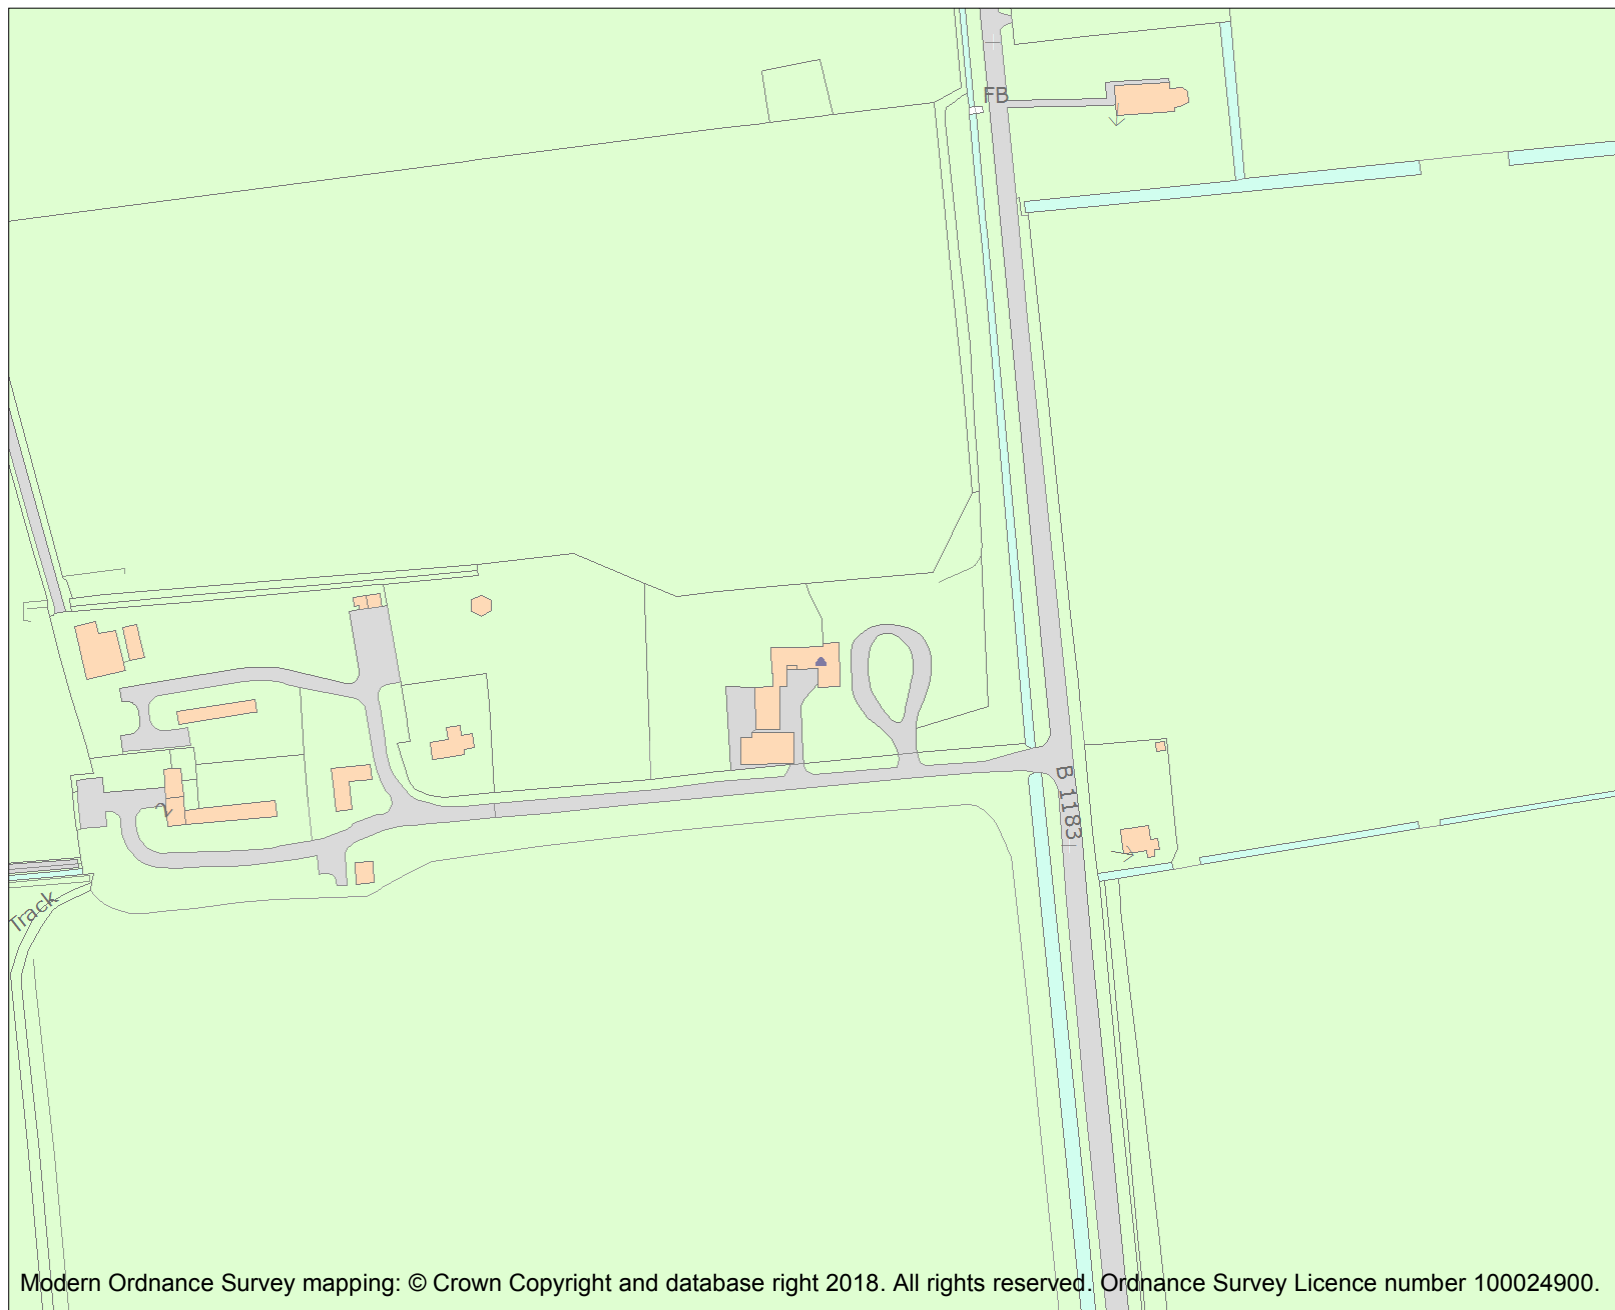 FB
B 1183
2
Track
Modern Ordnance Survey mapping: © Crown Copyright and database right 2018. All rights reserved. Ordnance Survey Licence number 100024900.